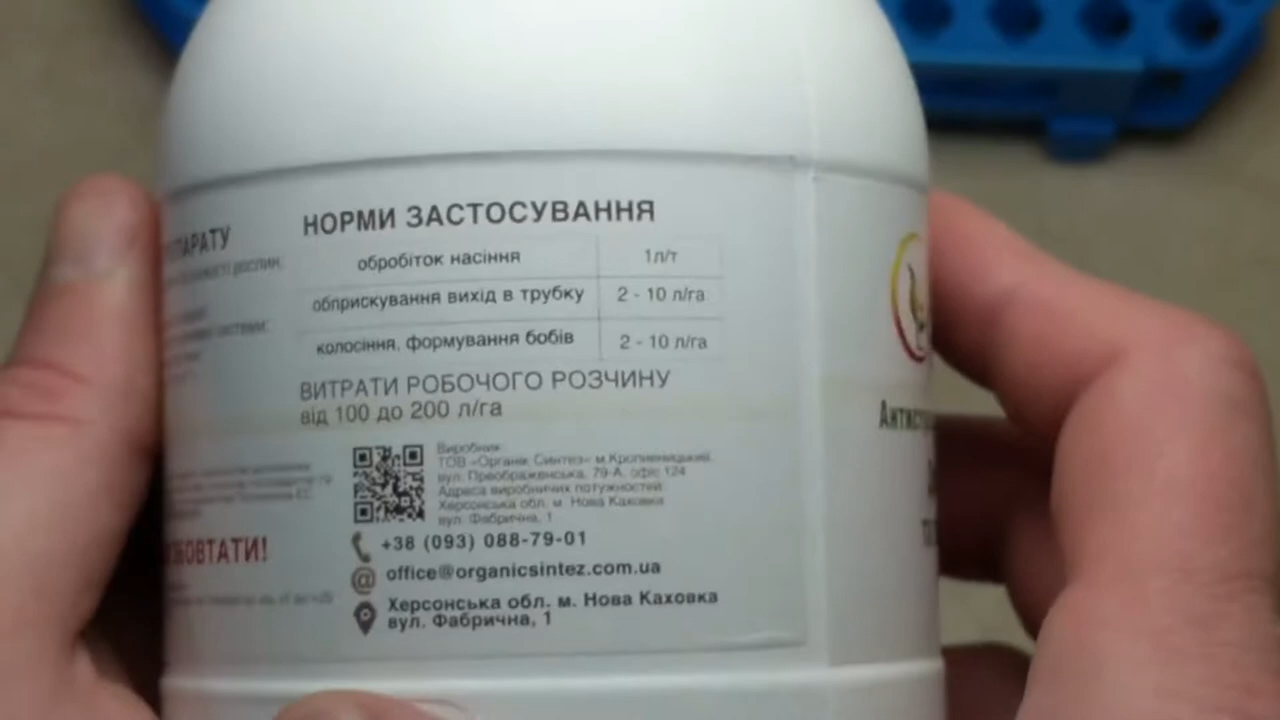 НОРМИ ЗАСТОСУВАННЯ
обробіток насіння 1л/т
обприскування вихід в трубку 2 - 10 л/га
колосіння, формування бобів 2 - 10 л/га
ВИТРАТИ РОБОЧОГО РОЗЧИНУ
від 100 до 200 л/га
Виробник:
ТОВ «Органік Синтез» м.Кропивницький,
вул. Преображенська, 79-А, офіс 124
Адреса виробничих потужностей:
Херсонська обл. м. Нова Каховка
вул. Фабрична, 1
+38 (093) 088-79-01
office@organicsintez.com.ua
Херсонська обл. м. Нова Каховка
вул. Фабрична, 1